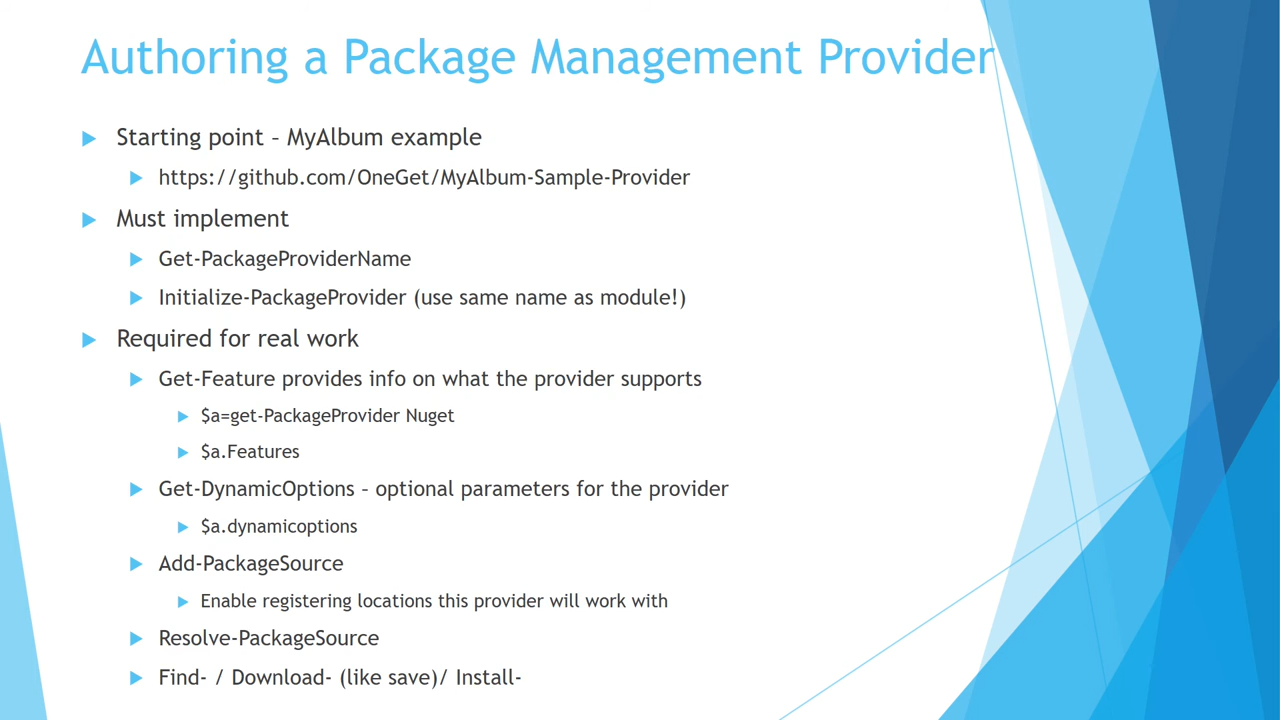 Authoring a Package Management Provider
Starting point – MyAlbum example
https://github.com/OneGet/MyAlbum-Sample-Provider
Must implement
Get-PackageProviderName
Initialize-PackageProvider (use same name as module!)
Required for real work
Get-Feature provides info on what the provider supports
$a=get-PackageProvider Nuget
$a.Features
Get-DynamicOptions – optional parameters for the provider
$a.dynamicoptions
Add-PackageSource
Enable registering locations this provider will work with
Resolve-PackageSource
Find- / Download- (like save)/ Install-